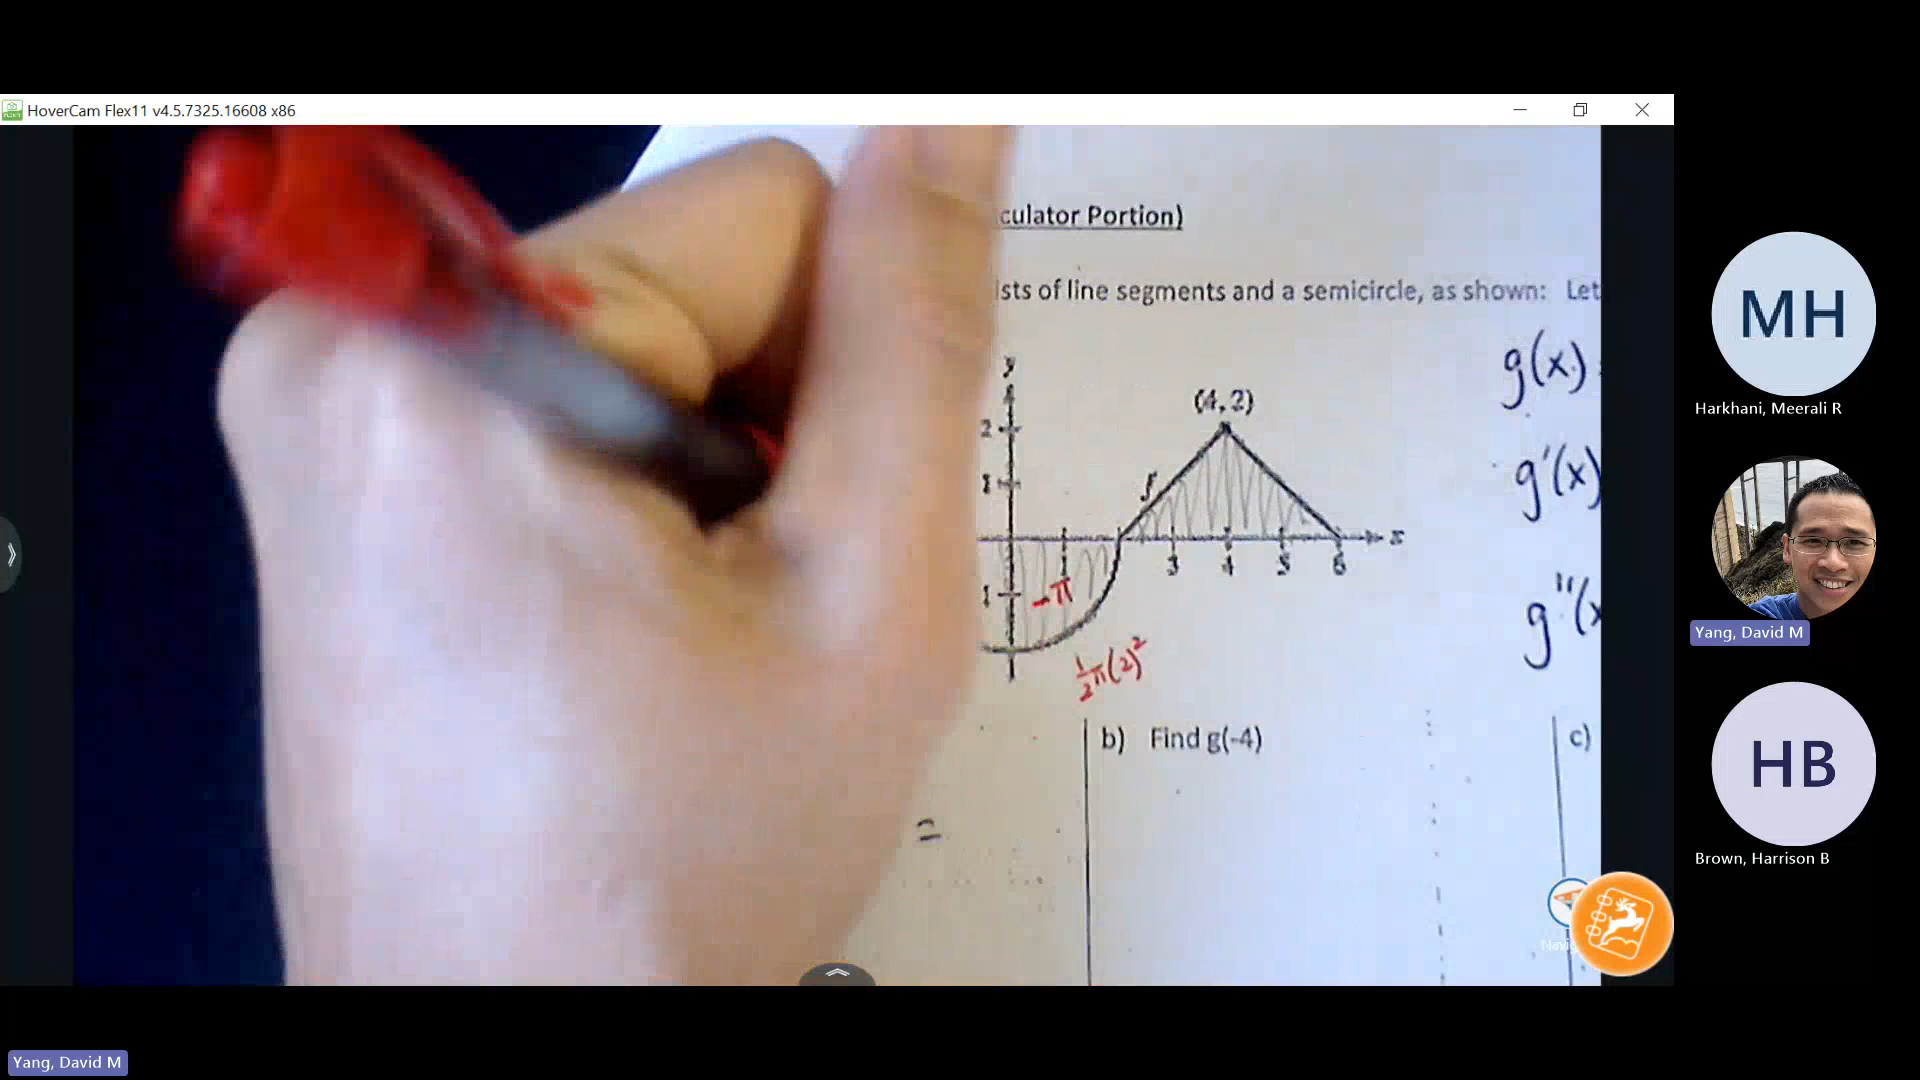 HoverCam Flex11 v4.5.7325.16608 x86
culator Portion)
ists of line segments and a semicircle, as shown: Let
g(x)
y
(4, 2)
2
g'(x)
1
f
x
3
4
5
6
-π
1
g''(x
½π(2)²
b) Find g(-4)
c)
=
MH
Harkhani, Meerali R
Yang, David M
HB
Brown, Harrison B
Yang, David M